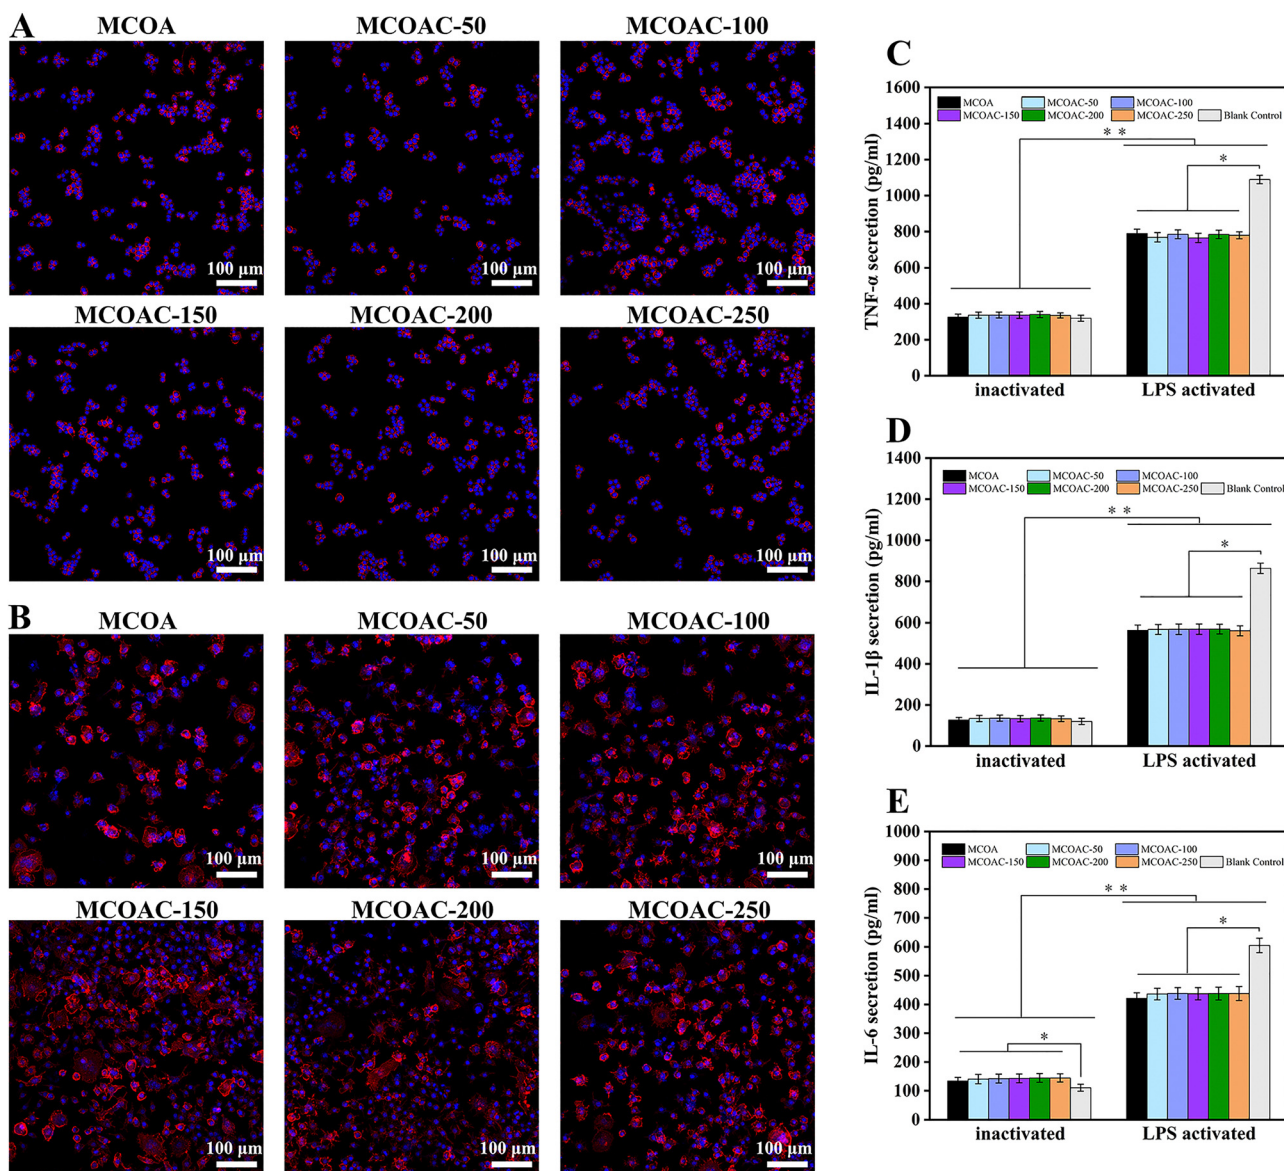 A
MCOA MCOAC-50 MCOAC-100
100 µm 100 µm 100 µm
MCOAC-150 MCOAC-200 MCOAC-250
100 µm 100 µm 100 µm
B
MCOA MCOAC-50 MCOAC-100
100 µm 100 µm 100 µm
MCOAC-150 MCOAC-200 MCOAC-250
100 µm 100 µm 100 µm
C
TNF-α secretion (pg/ml)
1600
1400
1200
1000
800
600
400
200
0
MCOA MCOAC-50 MCOAC-100
MCOAC-150 MCOAC-200 MCOAC-250 Blank Control
* *
*
inactivated LPS activated
D
IL-1β secretion (pg/ml)
1400
1200
1000
800
600
400
200
0
MCOA MCOAC-50 MCOAC-100
MCOAC-150 MCOAC-200 MCOAC-250 Blank Control
* *
*
inactivated LPS activated
E
IL-6 secretion (pg/ml)
1000
900
800
700
600
500
400
300
200
100
0
MCOA MCOAC-50 MCOAC-100
MCOAC-150 MCOAC-200 MCOAC-250 Blank Control
* *
*
*
inactivated LPS activated